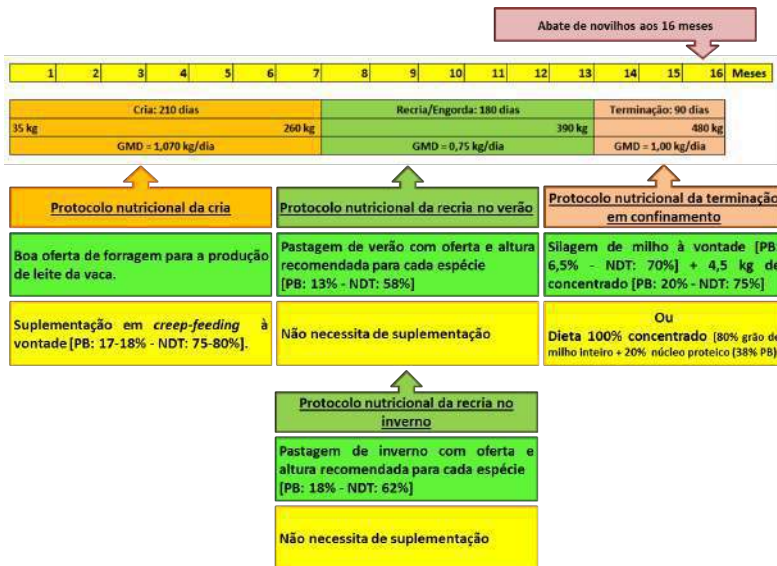 Abate de novilhos aos 16 meses
1 2 3 4 5 6 7 8 9 10 11 12 13 14 15 16 Meses
Cria: 210 dias
35 kg 260 kg
GMD = 1,070 kg/dia
Recria/Engorda: 180 dias
390 kg
GMD = 0,75 kg/dia
Terminação: 90 dias
480 kg
GMD = 1,00 kg/dia
Protocolo nutricional da cria
Boa oferta de forragem para a produção
de leite da vaca.
Suplementação em creep-feeding à
vontade [PB: 17-18% - NDT: 75-80%].
Protocolo nutricional da recria no verão
Pastagem de verão com oferta e altura
recomendada para cada espécie
[PB: 13% - NDT: 58%]
Não necessita de suplementação
Protocolo nutricional da terminação
em confinamento
Silagem de milho à vontade [PB:
6,5% - NDT: 70%] + 4,5 kg de
concentrado [PB: 20% - NDT: 75%]
Ou
Dieta 100% concentrado [80% grão de
milho inteiro + 20% núcleo proteico (38% PB)
Protocolo nutricional da recria no
inverno
Pastagem de inverno com oferta e
altura recomendada para cada espécie
[PB: 18% - NDT: 62%]
Não necessita de suplementação